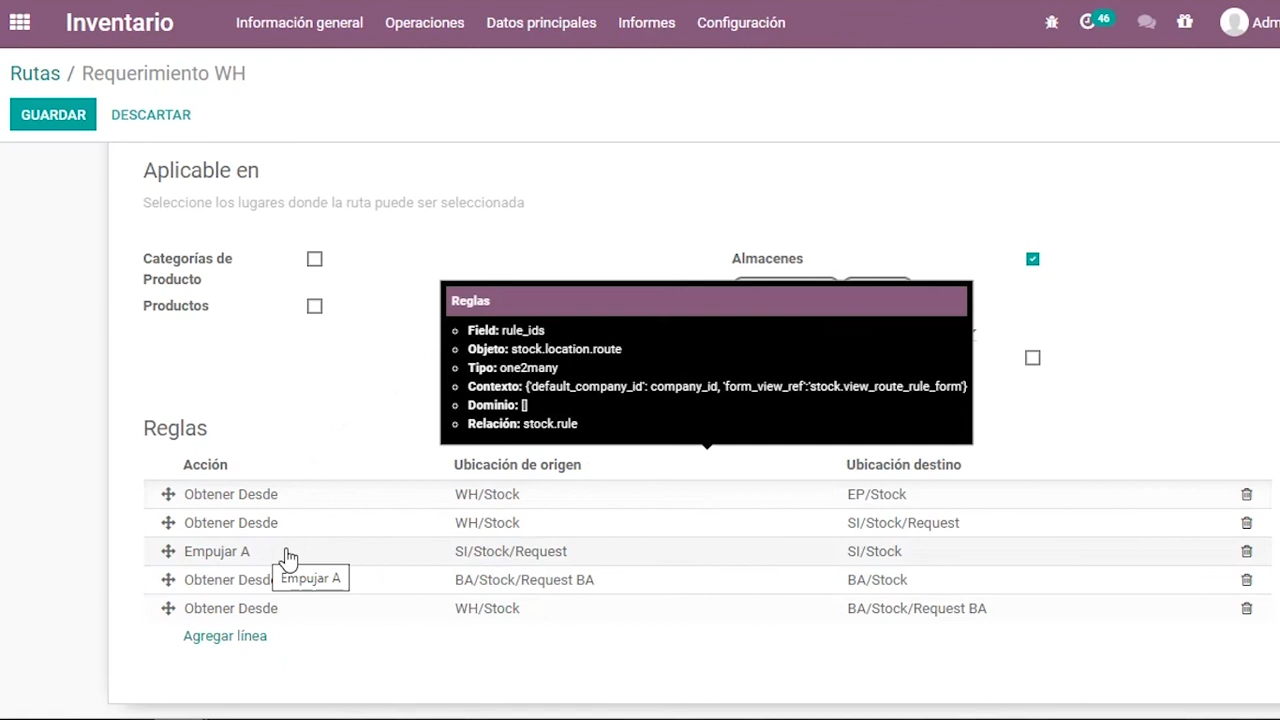 Inventario
Información general
Operaciones
Datos principales
Informes
Configuración
46
Adm
Rutas / Requerimiento WH
GUARDAR
DESCARTAR
Aplicable en
Seleccione los lugares donde la ruta puede ser seleccionada
Categorías de
Producto
Almacenes
Productos
Reglas
Field: rule_ids
Objeto: stock.location.route
Tipo: one2many
Contexto: {'default_company_id': company_id, 'form_view_ref':'stock.view_route_rule_form'}
Dominio: []
Relación: stock.rule
Reglas
Acción Ubicación de origen Ubicación destino
Obtener Desde WH/Stock EP/Stock
Obtener Desde WH/Stock SI/Stock/Request
Empujar A SI/Stock/Request SI/Stock
Obtener Desde BA/Stock/Request BA BA/Stock
Empujar A
Obtener Desde WH/Stock BA/Stock/Request BA
Agregar línea